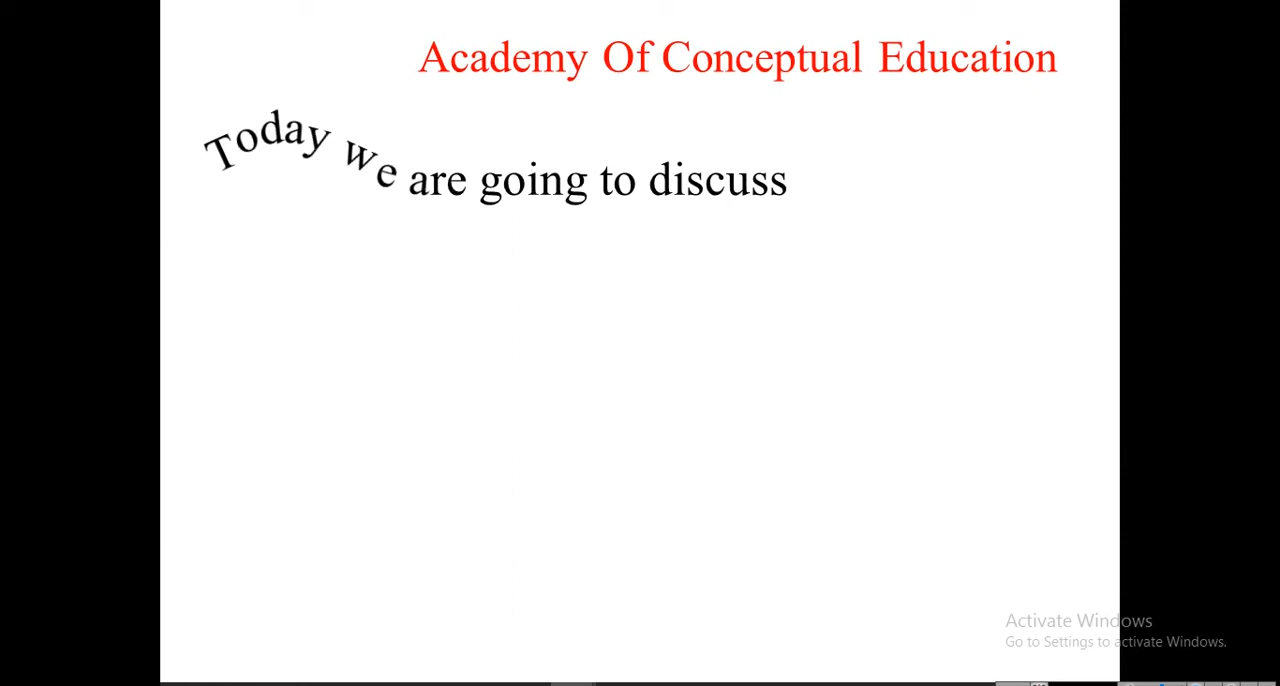 Academy Of Conceptual Education
Today we are going to discuss
Activate Windows
Go to Settings to activate Windows.